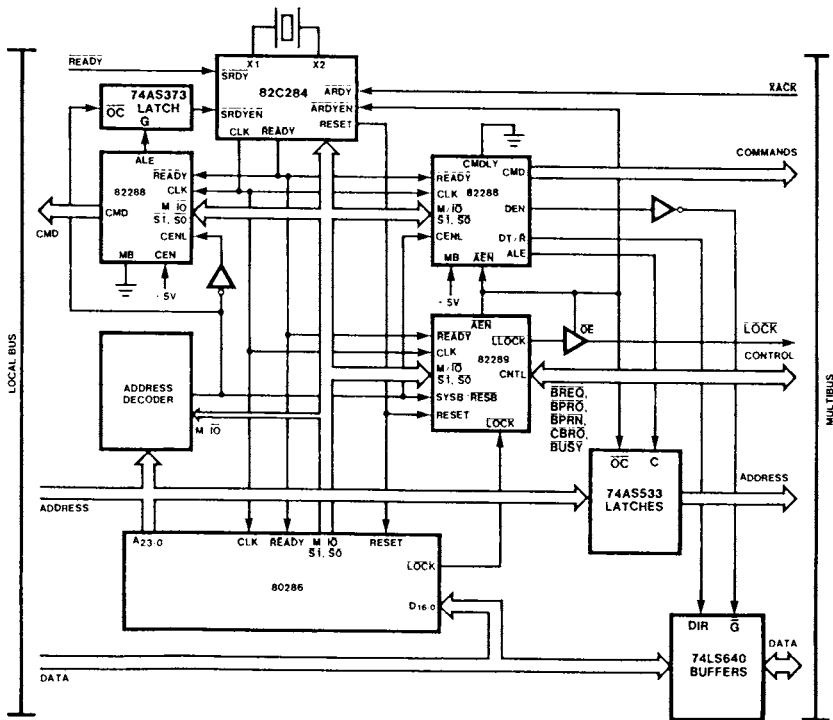 X1 X2
READY
SRDY
82C284
ARDY
XACK
74AS373
LATCH
OC
G
SRDYEN
ARDYEN
RESET
CLK READY
ALE
82288
READY
CLK
M IO
S1, S0
CMD
CENL
MB CEN
- 5V
CMD
CMDLY
READY
CMD
COMMANDS
CLK 82288
DEN
M/IO
S1, S0
DT/R
CENL
ALE
MB AEN
- 5V
AEN
READY
LLOCK
OE
LOCK
CLK
82289
M/IO
S1, S0
CNTL
CONTROL
SYSB RESB
RESET
LOCK
BREQ,
BPRO,
BPRN,
CBRQ,
BUSY
ADDRESS
DECODER
M IO
LOCAL BUS
MULTIBUS
OC C
74AS533
LATCHES
ADDRESS
ADDRESS
A23-0
CLK READY M IO
S1, S0
RESET
LOCK
80286
D16-0
DIR G
74LS640
BUFFERS
DATA
DATA